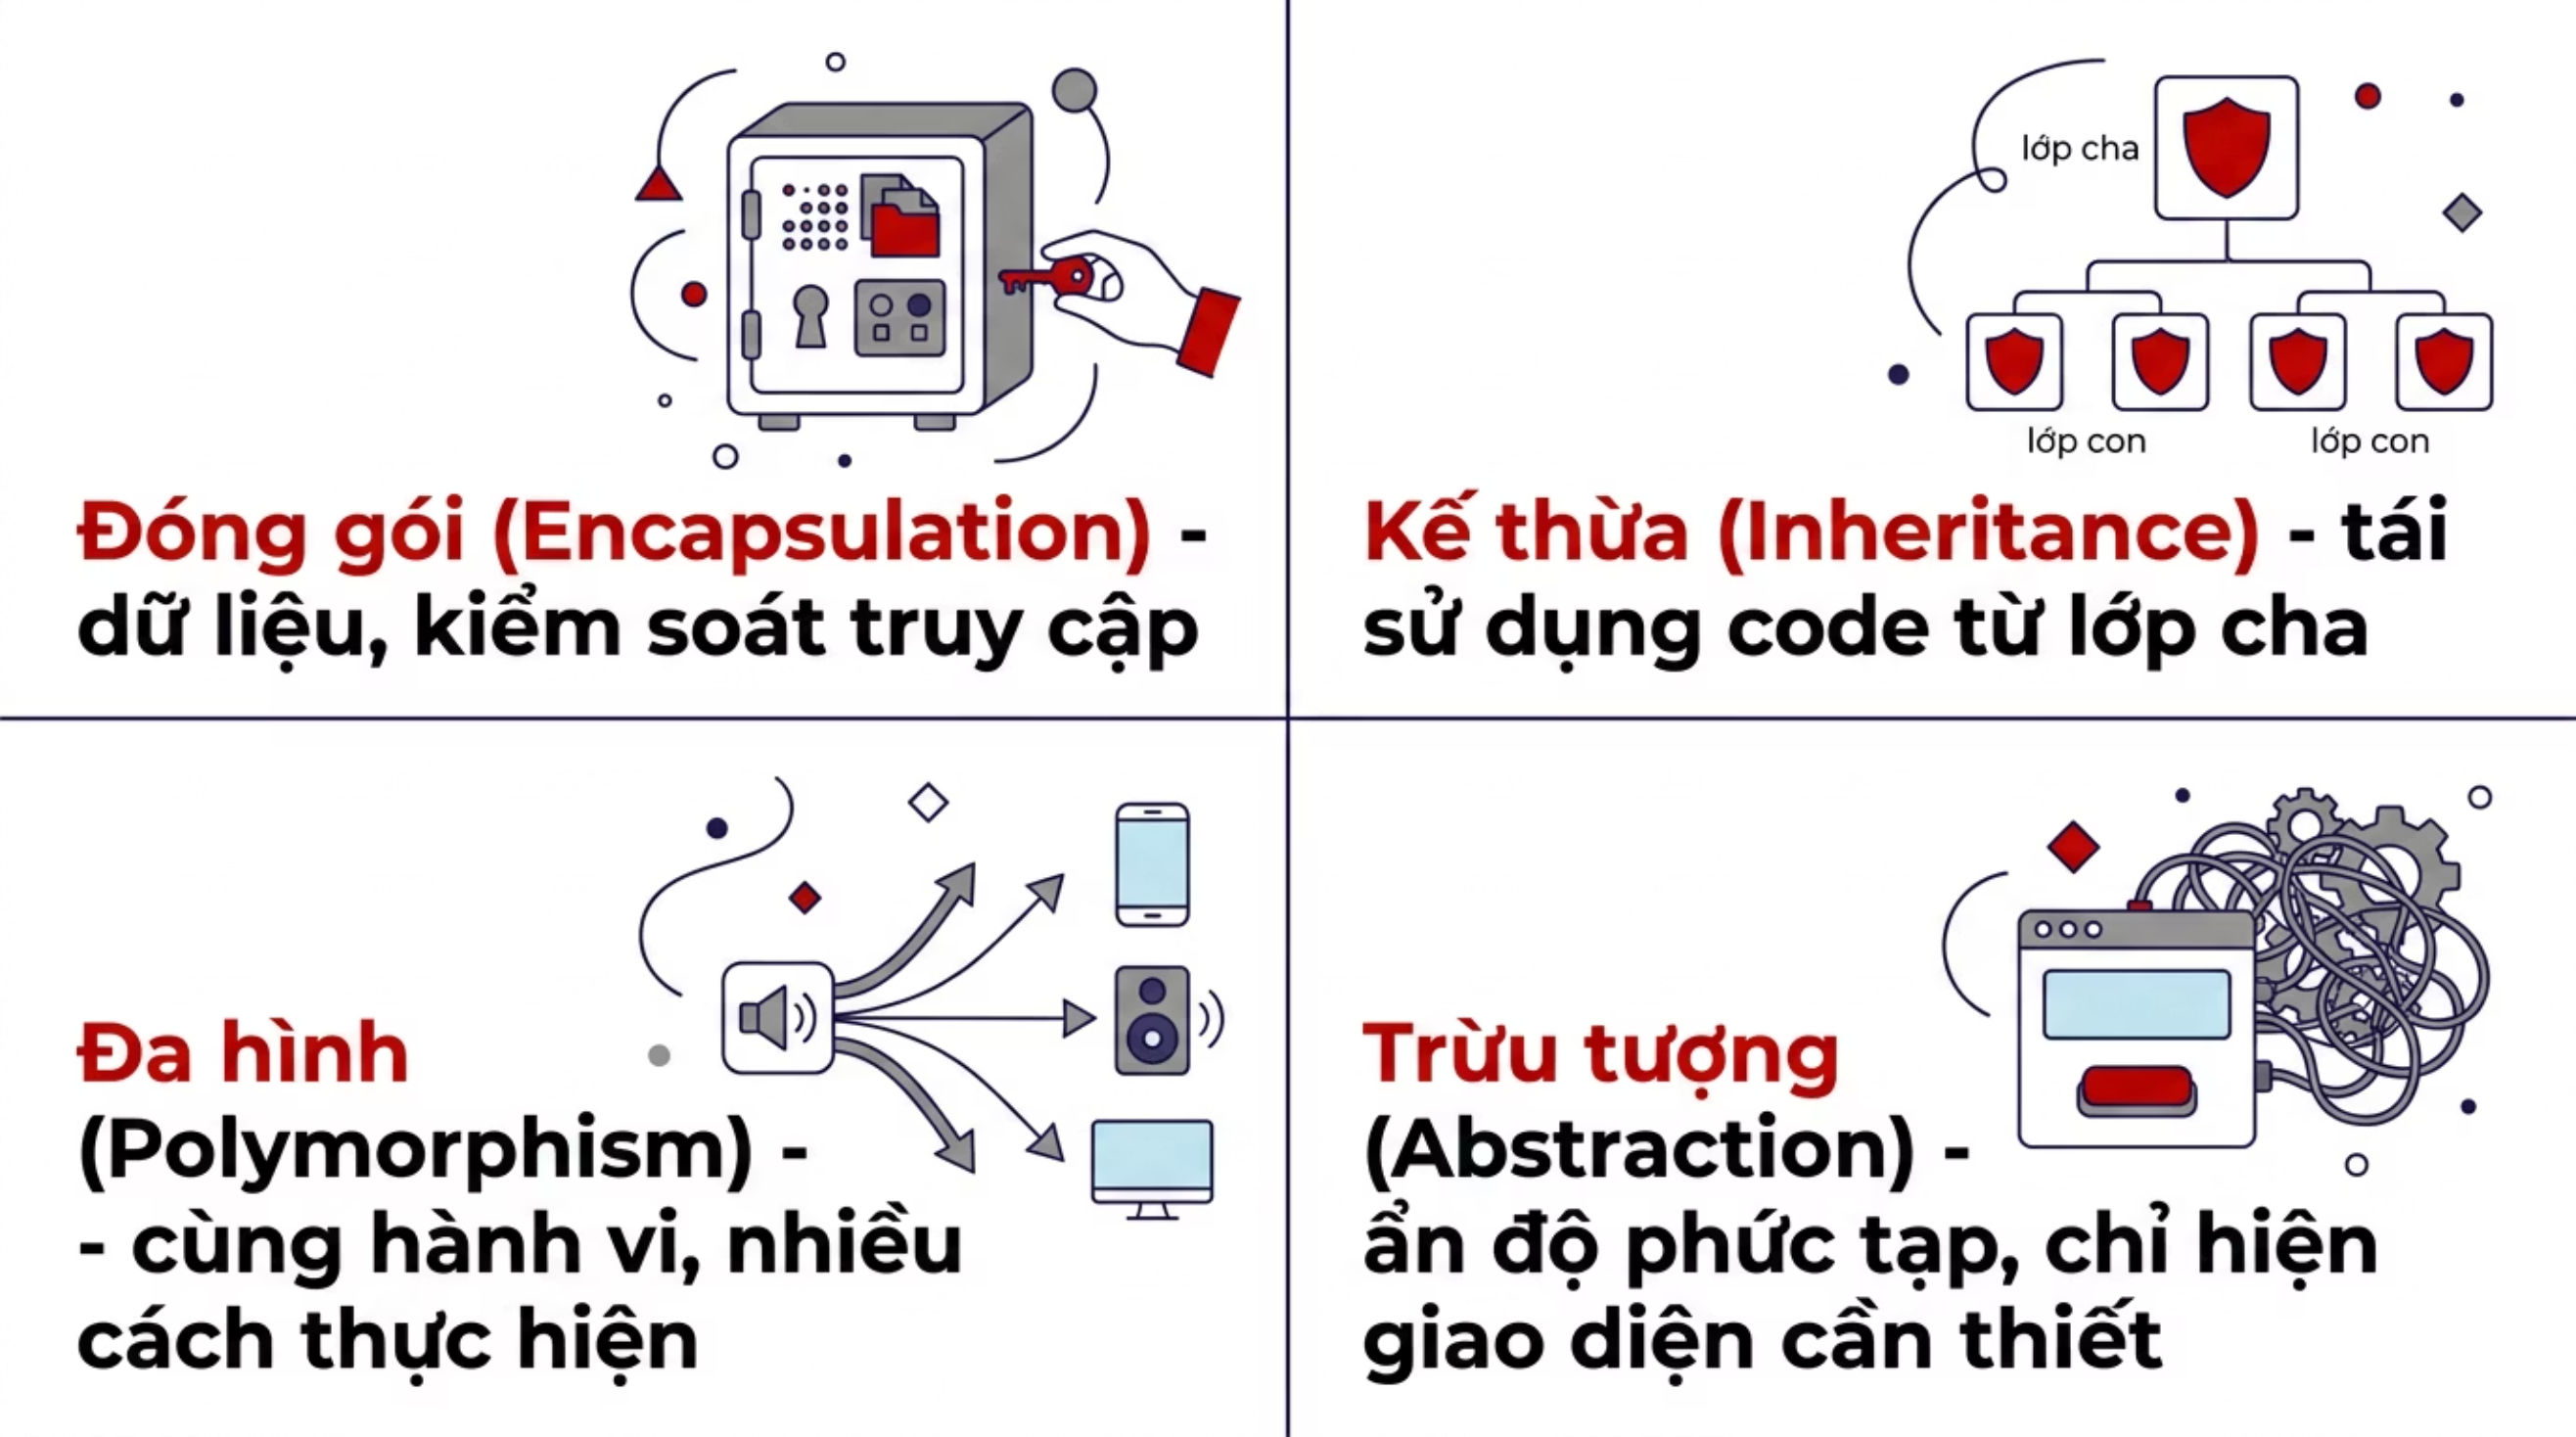 Đóng gói (Encapsulation) -
dữ liệu, kiểm soát truy cập
lớp cha
lớp con
lớp con
Kế thừa (Inheritance) - tái
sử dụng code từ lớp cha
Đa hình
(Polymorphism) -
- cùng hành vi, nhiều
cách thực hiện
Trừu tượng
(Abstraction) -
ẩn độ phức tạp, chỉ hiện
giao diện cần thiết